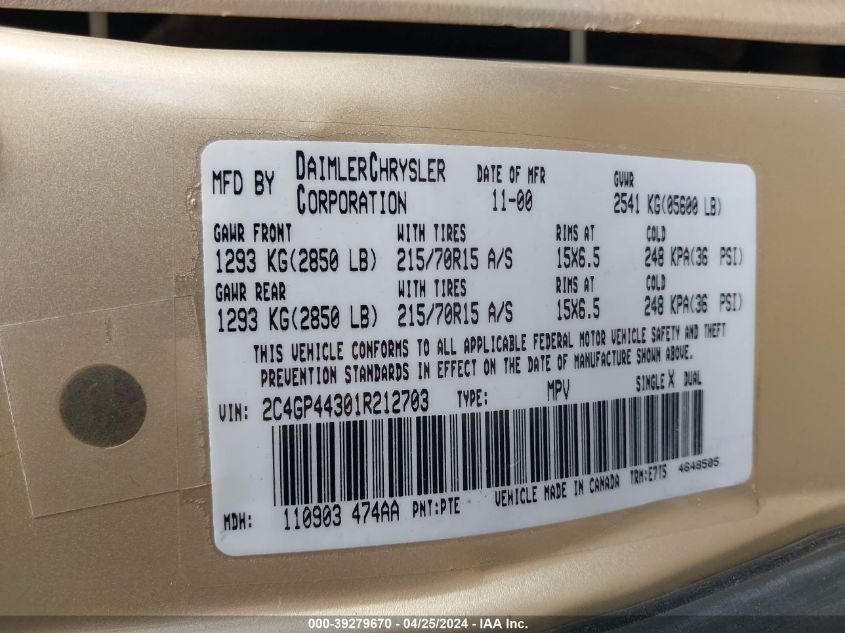 MFD BY DAIMLERCHRYSLER CORPORATION DATE OF MFR 11-00 GVWR 2541 KG(05600 LB)
GAWR FRONT WITH TIRES RIMS AT COLD
1293 KG(2850 LB) 215/70R15 A/S 15X6.5 248 KPA(36 PSI)
GAWR REAR WITH TIRES RIMS AT COLD
1293 KG(2850 LB) 215/70R15 A/S 15X6.5 248 KPA(36 PSI)
THIS VEHICLE CONFORMS TO ALL APPLICABLE FEDERAL MOTOR VEHICLE SAFETY AND THEFT
PREVENTION STANDARDS IN EFFECT ON THE DATE OF MANUFACTURE SHOWN ABOVE.
VIN: 2C4GP44301R212703 TYPE: MPV SINGLE X DUAL
MDH: 110903 474AA PNT:PTE VEHICLE MADE IN CANADA TRM:E7T5 4648505
000-39279670 - 04/25/2024 - IAA Inc.